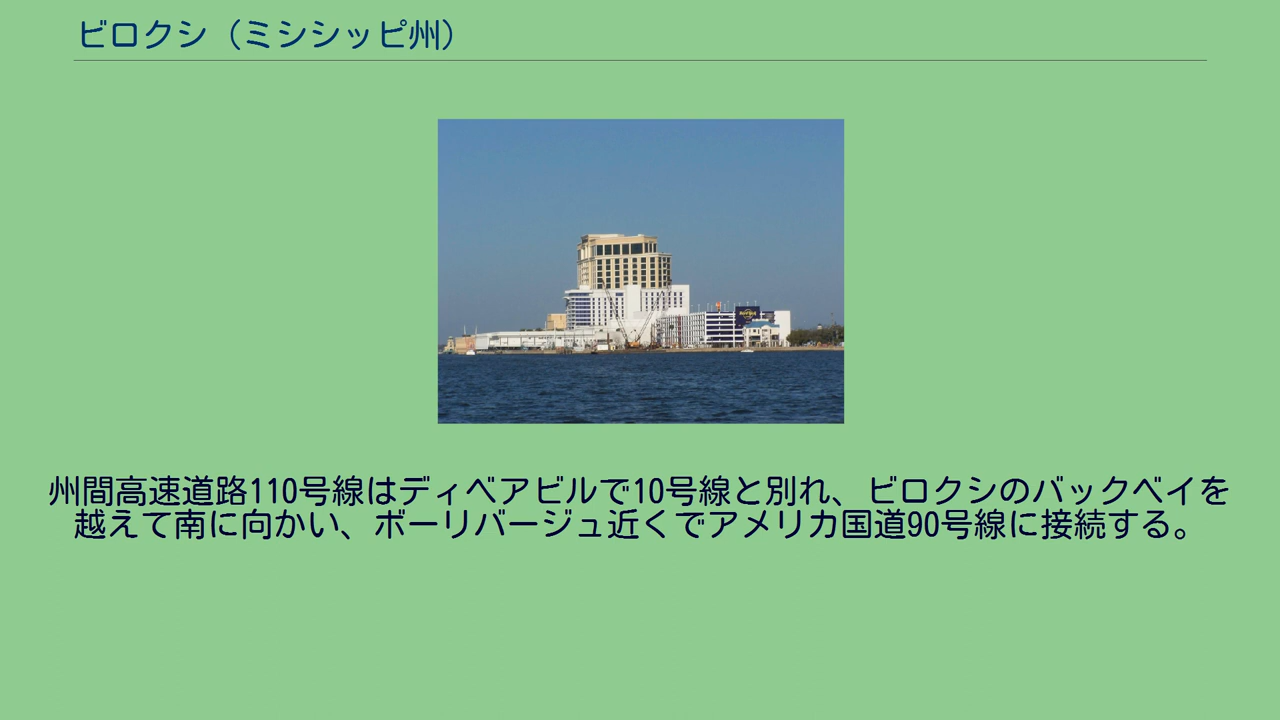 ビロクシ（ミシシッピ州）
州間高速道路110号線はディベアビルで10号線と別れ、ビロクシのバックベイを
越えて南に向かい、ボーリバージュ近くでアメリカ国道90号線に接続する。